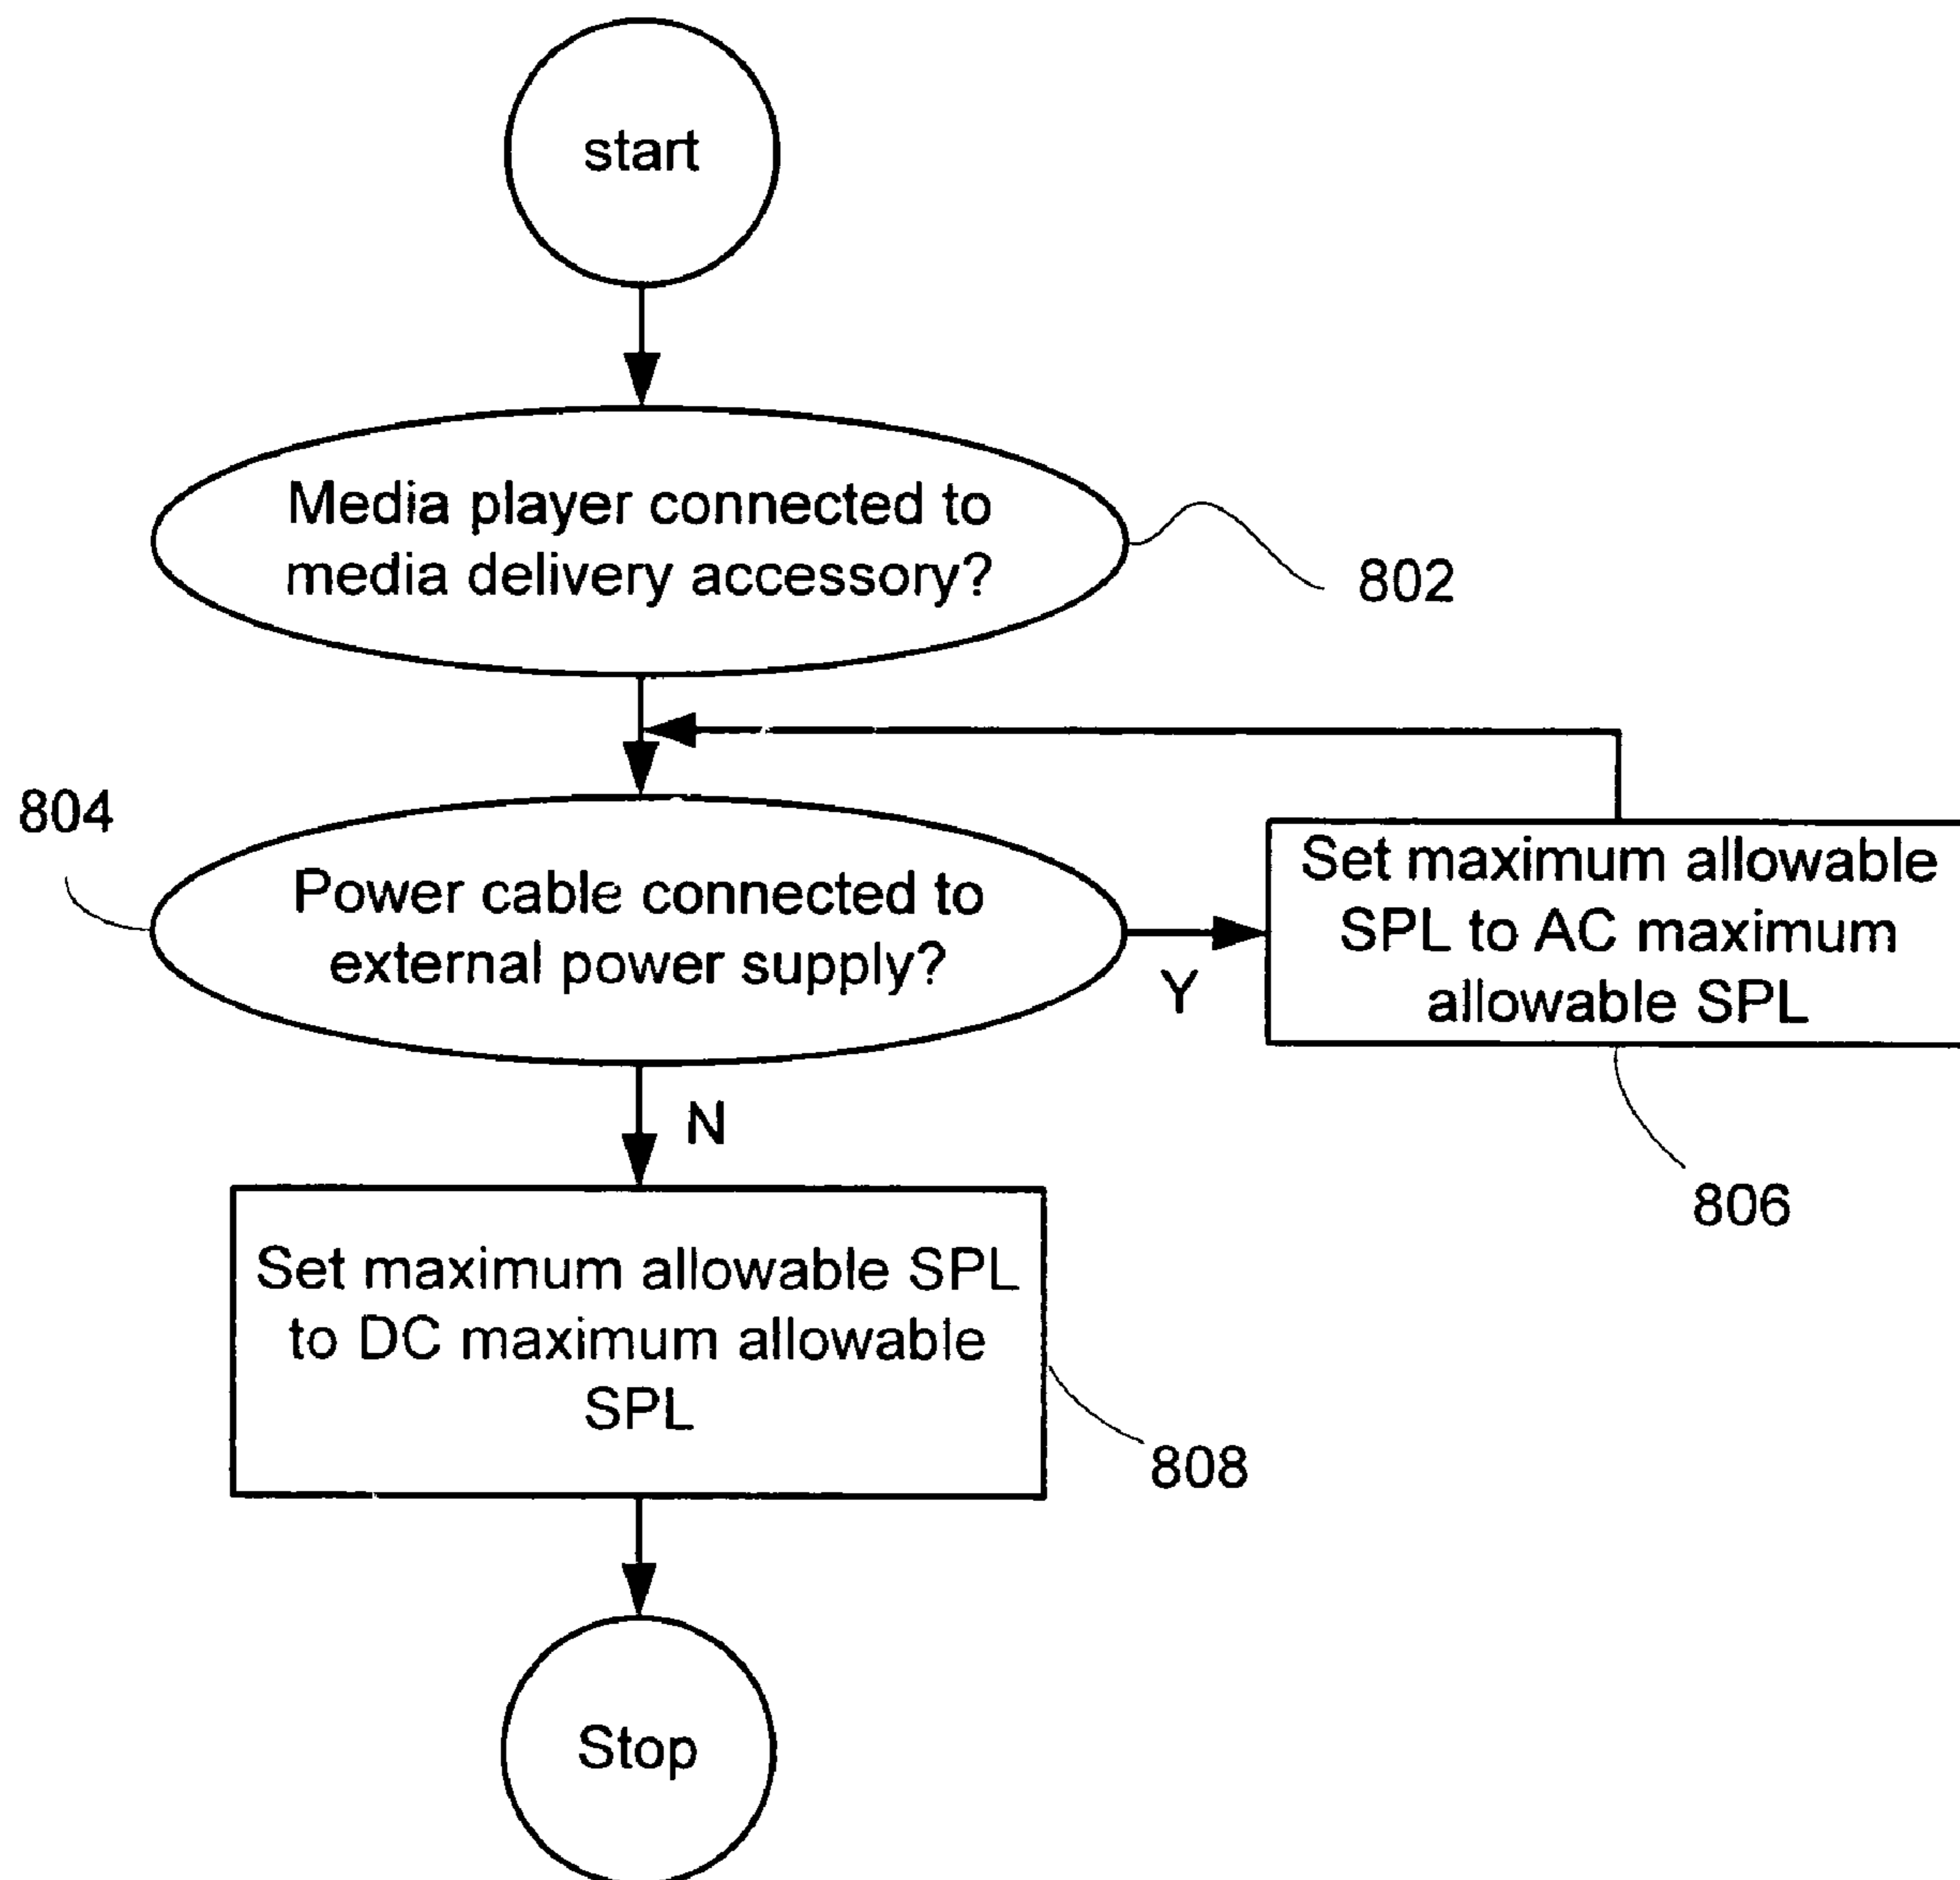 start
Media player connected to
media delivery accessory?
802
804
Power cable connected to
external power supply?
Y
Set maximum allowable
SPL to AC maximum
allowable SPL
N
806
Set maximum allowable SPL
to DC maximum allowable
SPL
808
Stop